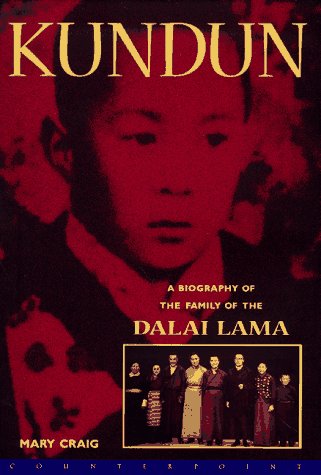 KUNDUN
A BIOGRAPHY OF
THE FAMILY OF THE
DALAI LAMA
MARY CRAIG
COUNTERPOINT